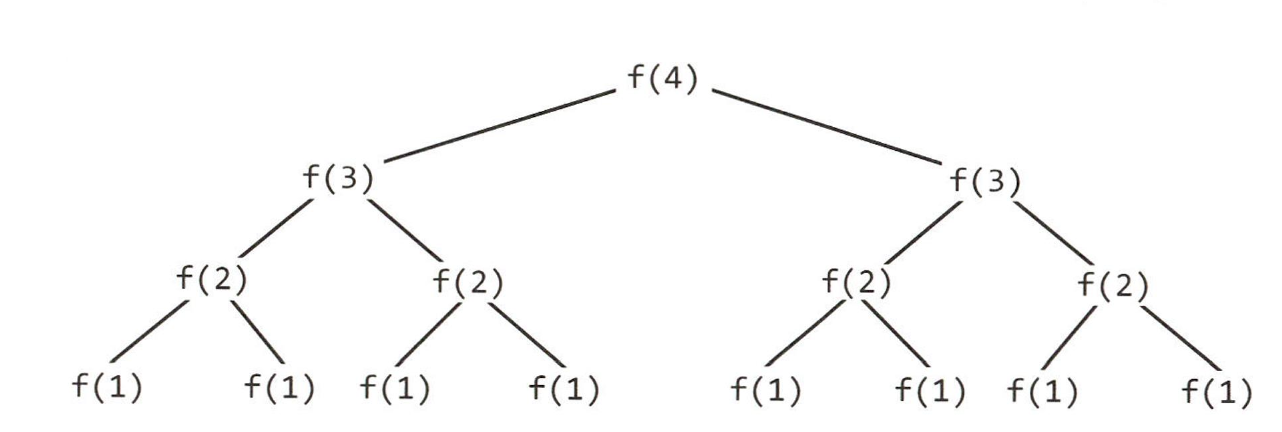 f(4)
f(3) f(3)
f(2) f(2) f(2) f(2)
f(1) f(1) f(1) f(1) f(1) f(1) f(1) f(1)